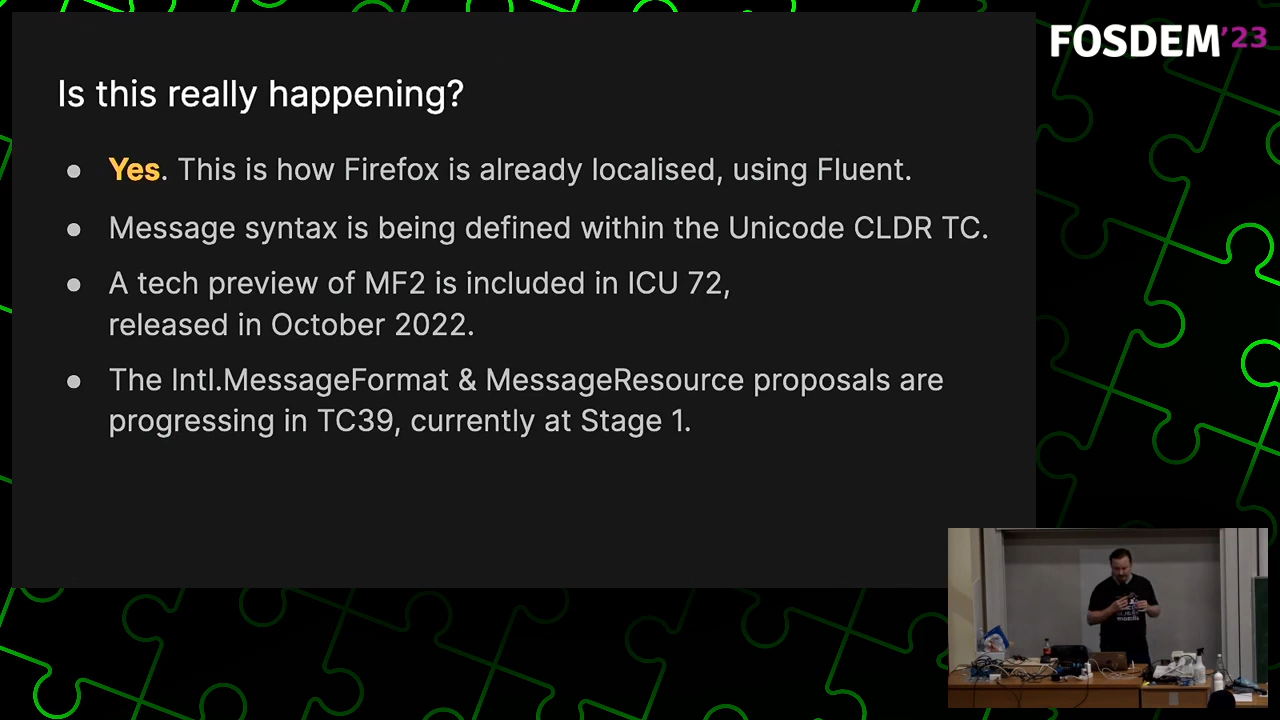 FOSDEM'23
Is this really happening?
● Yes. This is how Firefox is already localised, using Fluent.
● Message syntax is being defined within the Unicode CLDR TC.
● A tech preview of MF2 is included in ICU 72,
released in October 2022.
● The Intl.MessageFormat & MessageResource proposals are
progressing in TC39, currently at Stage 1.
mozilla